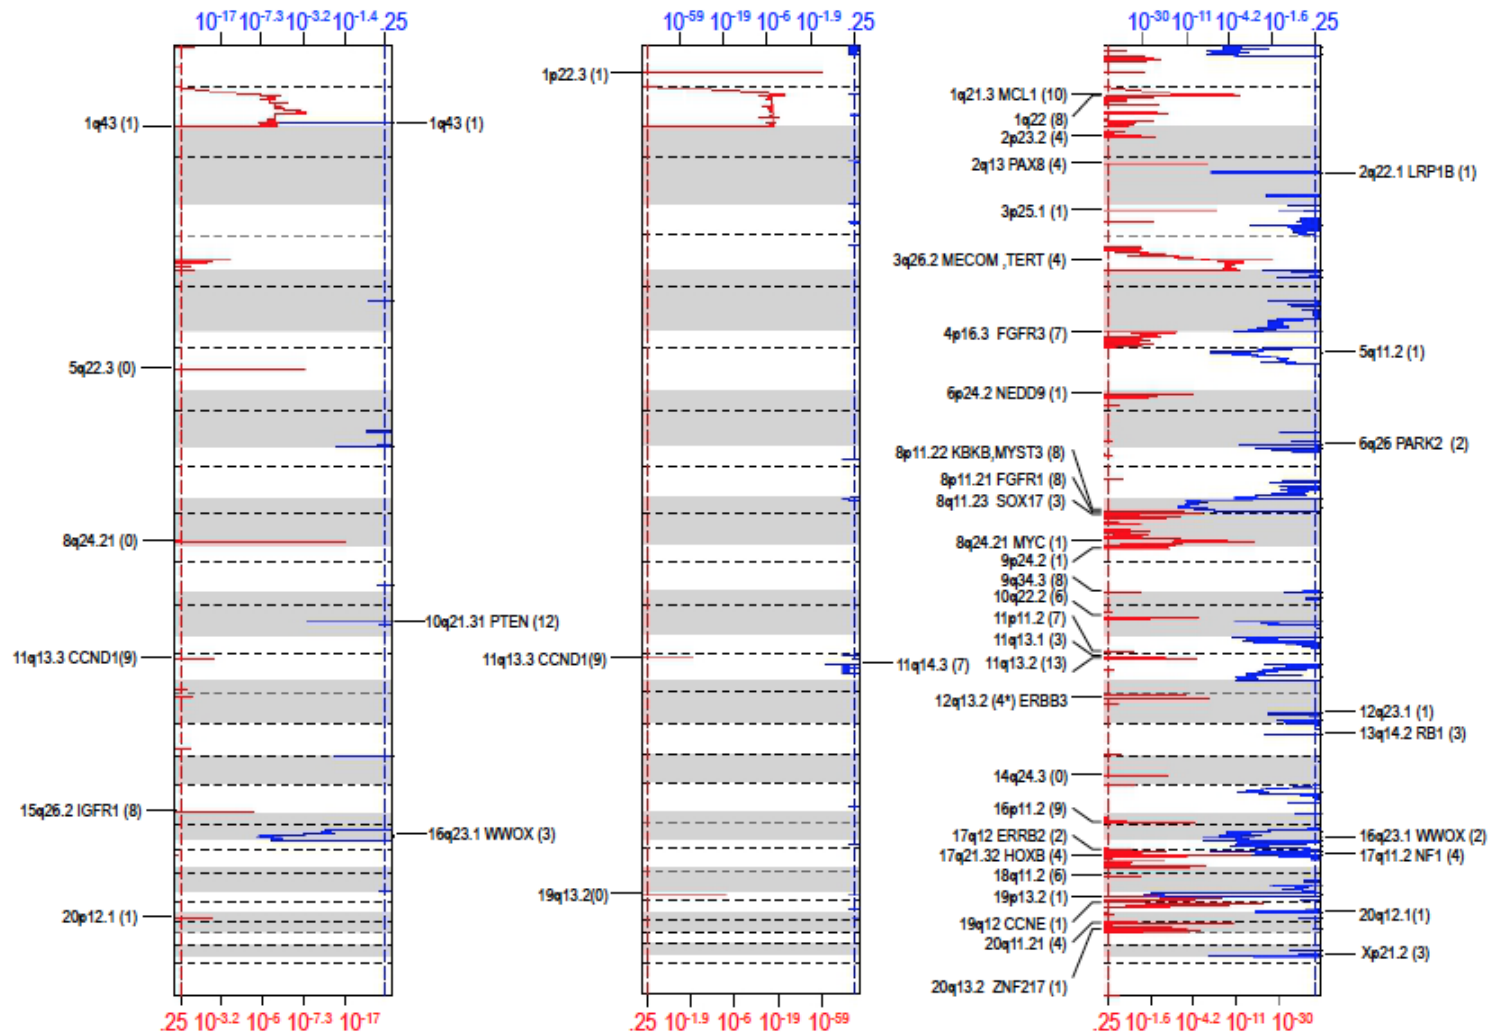 10-17 10-7.3 10-3.2 10-1.4 .25
1q43 (1)
1q43 (1)
5q22.3 (0)
8q24.21 (0)
10q21.31 PTEN (12)
11q13.3 CCND1(9)
15q26.2 IGFR1 (8)
16q23.1 WWOX (3)
20p12.1 (1)
.25 10-3.2 10-6 10-7.3 10-17
10-59 10-19 10-6 10-1.9 .25
1p22.3 (1)
11q13.3 CCND1(9)
11q14.3 (7)
19q13.2(0)
.25 10-1.9 10-6 10-19 10-59
10-30 10-11 10-4.2 10-1.6 .25
1q21.3 MCL1 (10)
1q22 (8)
2p23.2 (4)
2q13 PAX8 (4)
2q22.1 LRP1B (1)
3p25.1 (1)
3q26.2 MECOM ,TERT (4)
4p16.3 FGFR3 (7)
5q11.2 (1)
6p24.2 NEDD9 (1)
6q26 PARK2 (2)
8p11.22 KBKB,MYST3 (8)
8p11.21 FGFR1 (8)
8q11.23 SOX17 (3)
8q24.21 MYC (1)
9p24.2 (1)
9q34.3 (8)
10q22.2 (6)
11p11.2 (7)
11q13.1 (3)
11q13.2 (13)
12q13.2 (4*) ERBB3
12q23.1 (1)
13q14.2 RB1 (3)
14q24.3 (0)
16p11.2 (9)
17q12 ERRB2 (2)
16q23.1 WWOX (2)
17q21.32 HOXB (4)
17q11.2 NF1 (4)
18q11.2 (6)
19p13.2 (1)
20q12.1(1)
19q12 CCNE (1)
20q11.21 (4)
Xp21.2 (3)
20q13.2 ZNF217 (1)
.25 10-1.6 10-4.2 10-11 10-30